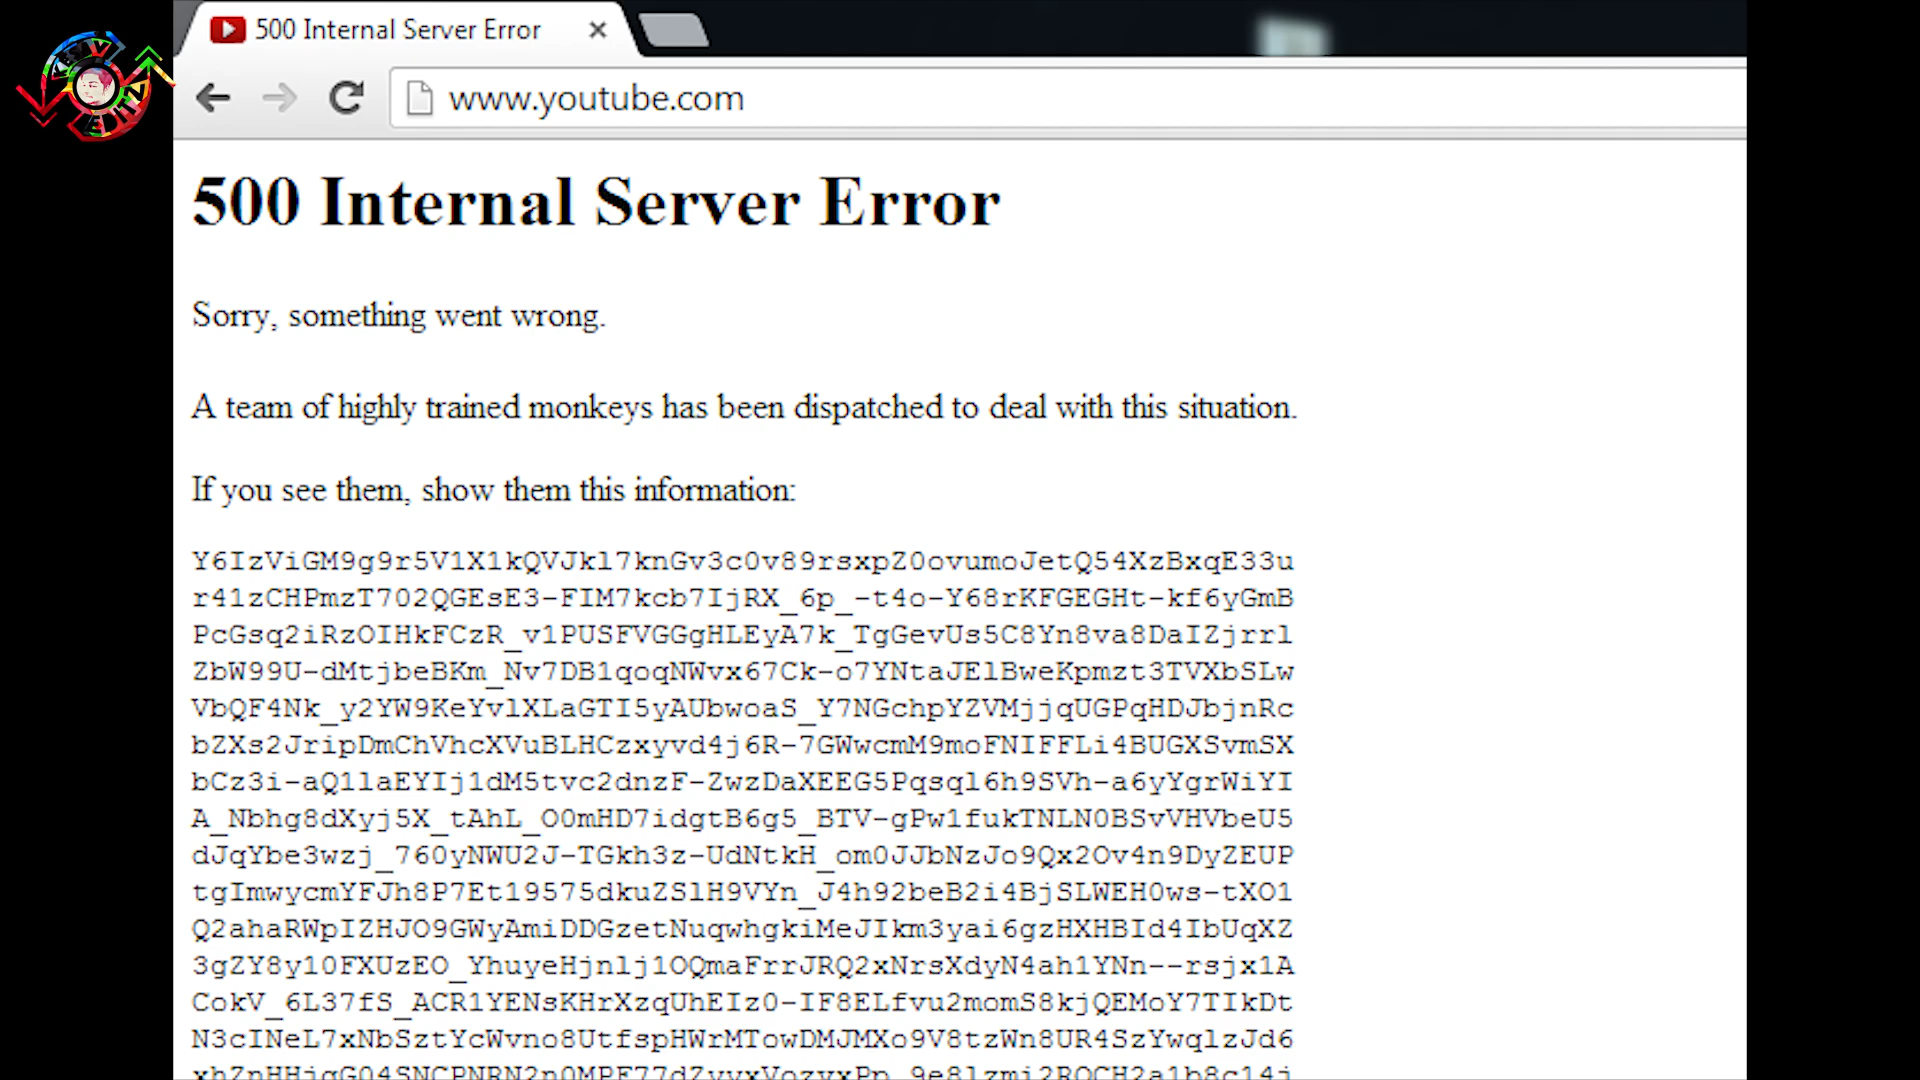 500 Internal Server Error
www.youtube.com
500 Internal Server Error
Sorry, something went wrong.
A team of highly trained monkeys has been dispatched to deal with this situation.
If you see them, show them this information:
Y6IzViGM9g9r5V1X1kQVJkl7knGv3c0v89rsxpZ0ovumoJetQ54XzBxqE33u
r41zCHPmzT702QGEsE3-FIM7kcb7IjRX_6p_-t4o-Y68rKFGEGHt-kf6yGmB
PcGsq2iRzOIHkFCzR_v1PUSFVGGgHLEyA7k_TgGevUs5C8Yn8va8DaIZjrrl
ZbW99U-dMtjbeBKm_Nv7DB1qoqNWvx67Ck-o7YNtaJElBweKpmzt3TVXbSLw
VbQF4Nk_y2YW9KeYvlXLaGTI5yAUbwoaS_Y7NGchpYZVMjjqUGPqHDJbjnRc
bZXs2JripDmChVhcXVuBLHCzxyvd4j6R-7GWwcmM9moFNIFFLi4BUGXSvmSX
bCz3i-aQ1laEYIj1dM5tvc2dnzF-ZwzDaXEEG5Pqsql6h9SVh-a6yYgrWiYI
A_Nbhg8dXyj5X_tAhL_O0mHD7idgtB6g5_BTV-gPw1fukTNLN0BSvVHVbeU5
dJqYbe3wzj_760yNWU2J-TGkh3z-UdNtkH_om0JJbNzJo9Qx2Ov4n9DyZEUP
tgImwycmYFJh8P7Et19575dkuZSlH9VYn_J4h92beB2i4BjSLWEH0ws-tXO1
Q2ahaRWpIZHJO9GWyAmiDDGzetNuqwhgkiMeJIkm3yai6gzHXHBId4IbUqXZ
3gZY8y10FXUzEO_YhuyeHjnlj1OQmaFrrJRQ2xNrsXdyN4ah1YNn--rsjx1A
CokV_6L37fS_ACR1YENsKHrXzqUhEIz0-IF8ELfvu2momS8kjQEMoY7TIkDt
N3cINeL7xNbSztYcWvno8UtfspHWrMTowDMJMXo9V8tzWn8UR4SzYwqlzJd6